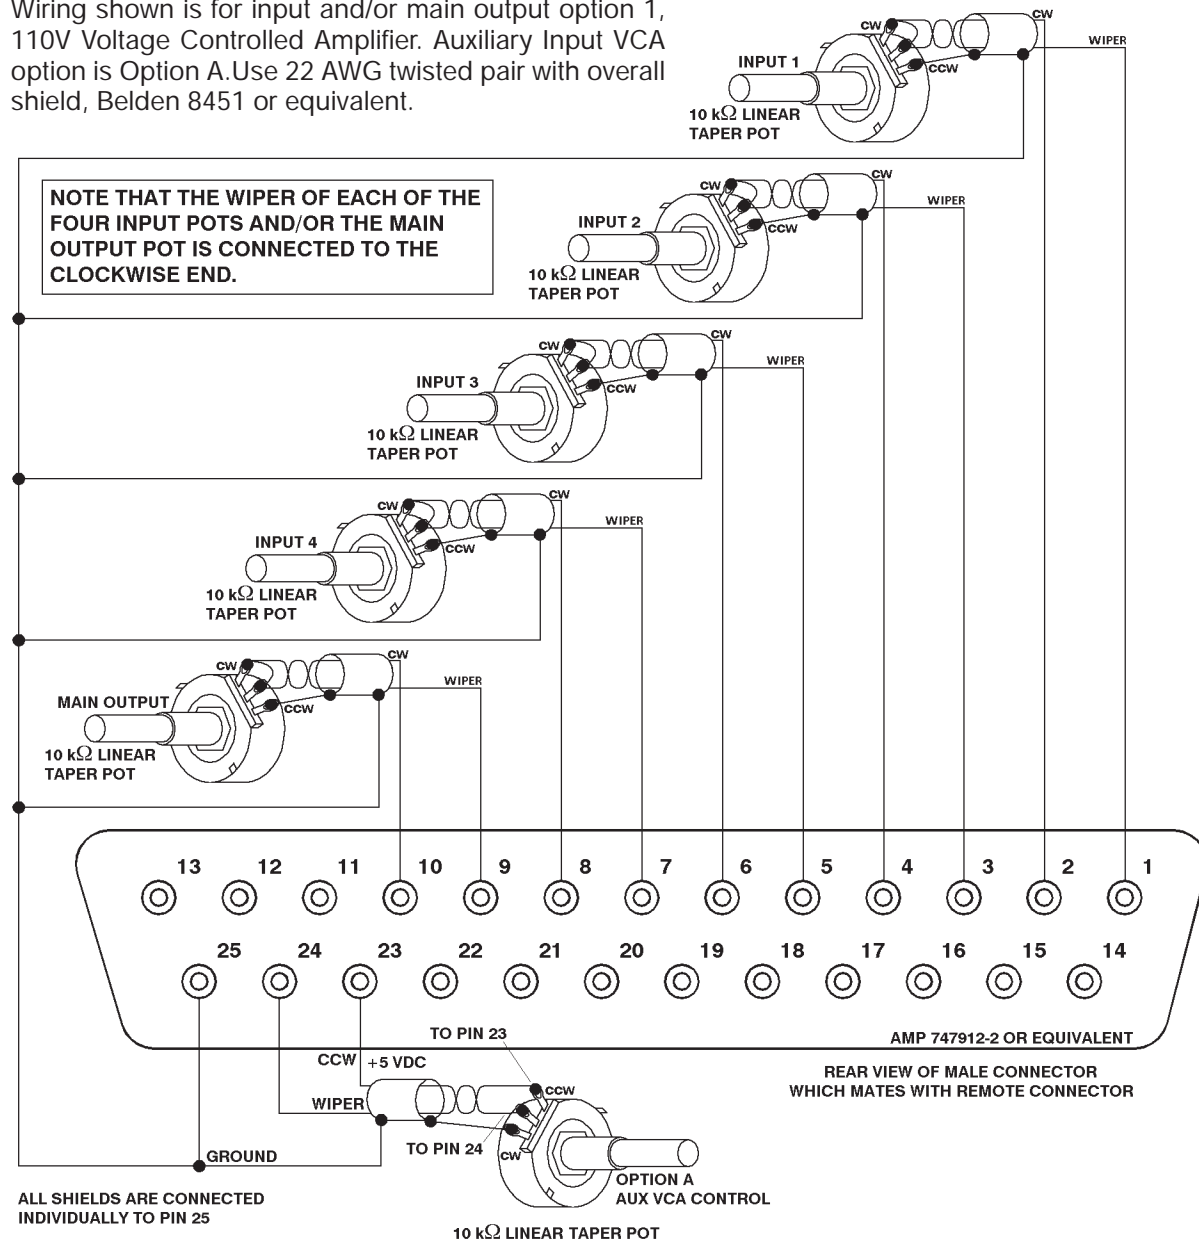 Wiring shown is for input and/or main output option 1,
110V Voltage Controlled Amplifier. Auxiliary Input VCA
option is Option A.Use 22 AWG twisted pair with overall
shield, Belden 8451 or equivalent.
CW
CW
WIPER
INPUT 1
CCW
10 kΩ LINEAR
TAPER POT
NOTE THAT THE WIPER OF EACH OF THE
FOUR INPUT POTS AND/OR THE MAIN
OUTPUT POT IS CONNECTED TO THE
CLOCKWISE END.
CW
CW
WIPER
INPUT 2
CCW
10 kΩ LINEAR
TAPER POT
CW
CW
WIPER
INPUT 3
CCW
10 kΩ LINEAR
TAPER POT
CW
CW
WIPER
INPUT 4
CCW
10 kΩ LINEAR
TAPER POT
CW
CW
WIPER
MAIN OUTPUT
CCW
10 kΩ LINEAR
TAPER POT
13 12 11 10 9 8 7 6 5 4 3 2 1
25 24 23 22 21 20 19 18 17 16 15 14
TO PIN 23
AMP 747912-2 OR EQUIVALENT
CCW +5 VDC
REAR VIEW OF MALE CONNECTOR
WHICH MATES WITH REMOTE CONNECTOR
CCW
WIPER
TO PIN 24
CW
GROUND
OPTION A
AUX VCA CONTROL
ALL SHIELDS ARE CONNECTED
INDIVIDUALLY TO PIN 25
10 kΩ LINEAR TAPER POT